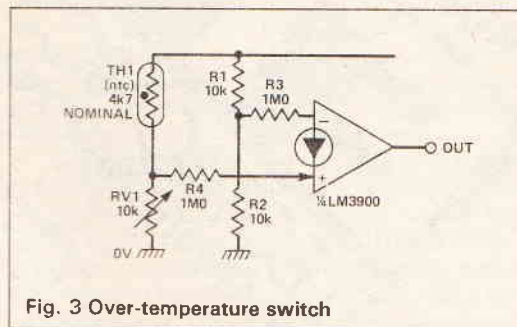 TH1
(ntc)
4k7
NOMINAL
R1
10k
R3
1M0
−
+
OUT
¼LM3900
R4
1M0
RV1
10k
R2
10k
0V
Fig. 3 Over-temperature switch